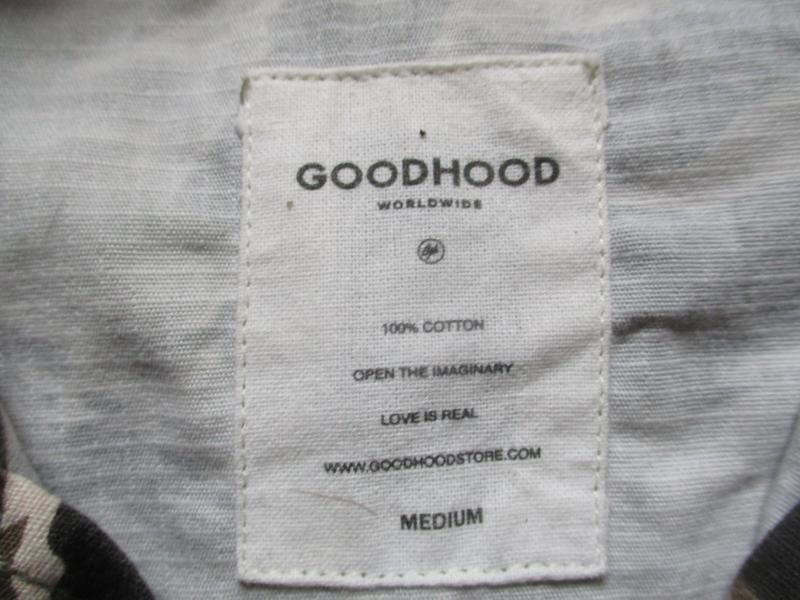 GOODHOOD
WORLDWIDE
100% COTTON
OPEN THE IMAGINARY
LOVE IS REAL
WWW.GOODHOODSTORE.COM
MEDIUM